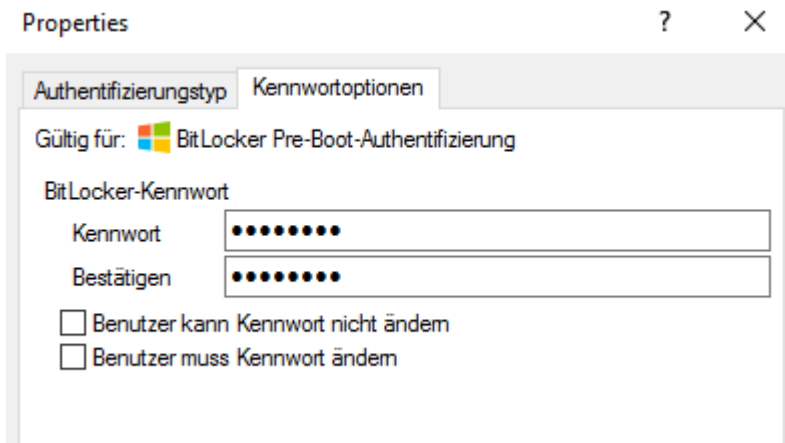 Properties ? ✕
Authentifizierungstyp Kennwortoptionen
Gültig für: BitLocker Pre-Boot-Authentifizierung
BitLocker-Kennwort
Kennwort ●●●●●●●●
Bestätigen ●●●●●●●●
Benutzer kann Kennwort nicht ändern
Benutzer muss Kennwort ändern